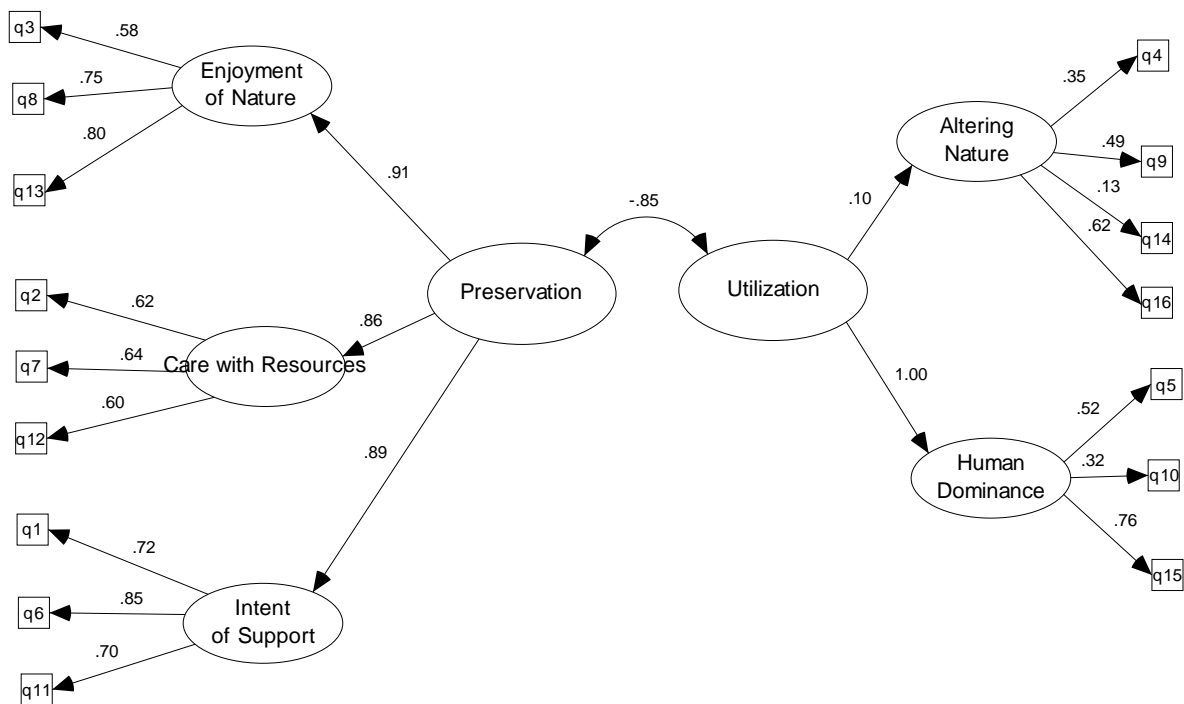 q3
.58
Enjoyment
of Nature
q8
.75
.80
q13
.91
q2
.62
Care with Resources
q7
.64
.86
q12
.60
.89
q1
.72
Intent
of Support
q6
.85
q11
.70
Preservation
-.85
Utilization
.10
Altering
Nature
.35
q4
.49
q9
.13
q14
.62
q16
1.00
Human
Dominance
.52
q5
.32
q10
.76
q15